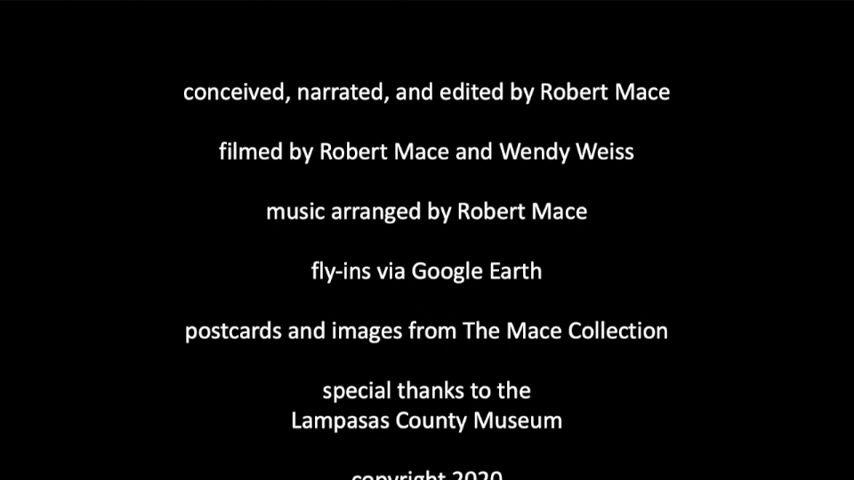 conceived, narrated, and edited by Robert Mace
filmed by Robert Mace and Wendy Weiss
music arranged by Robert Mace
fly-ins via Google Earth
postcards and images from The Mace Collection
special thanks to the
Lampasas County Museum
copyright 2020